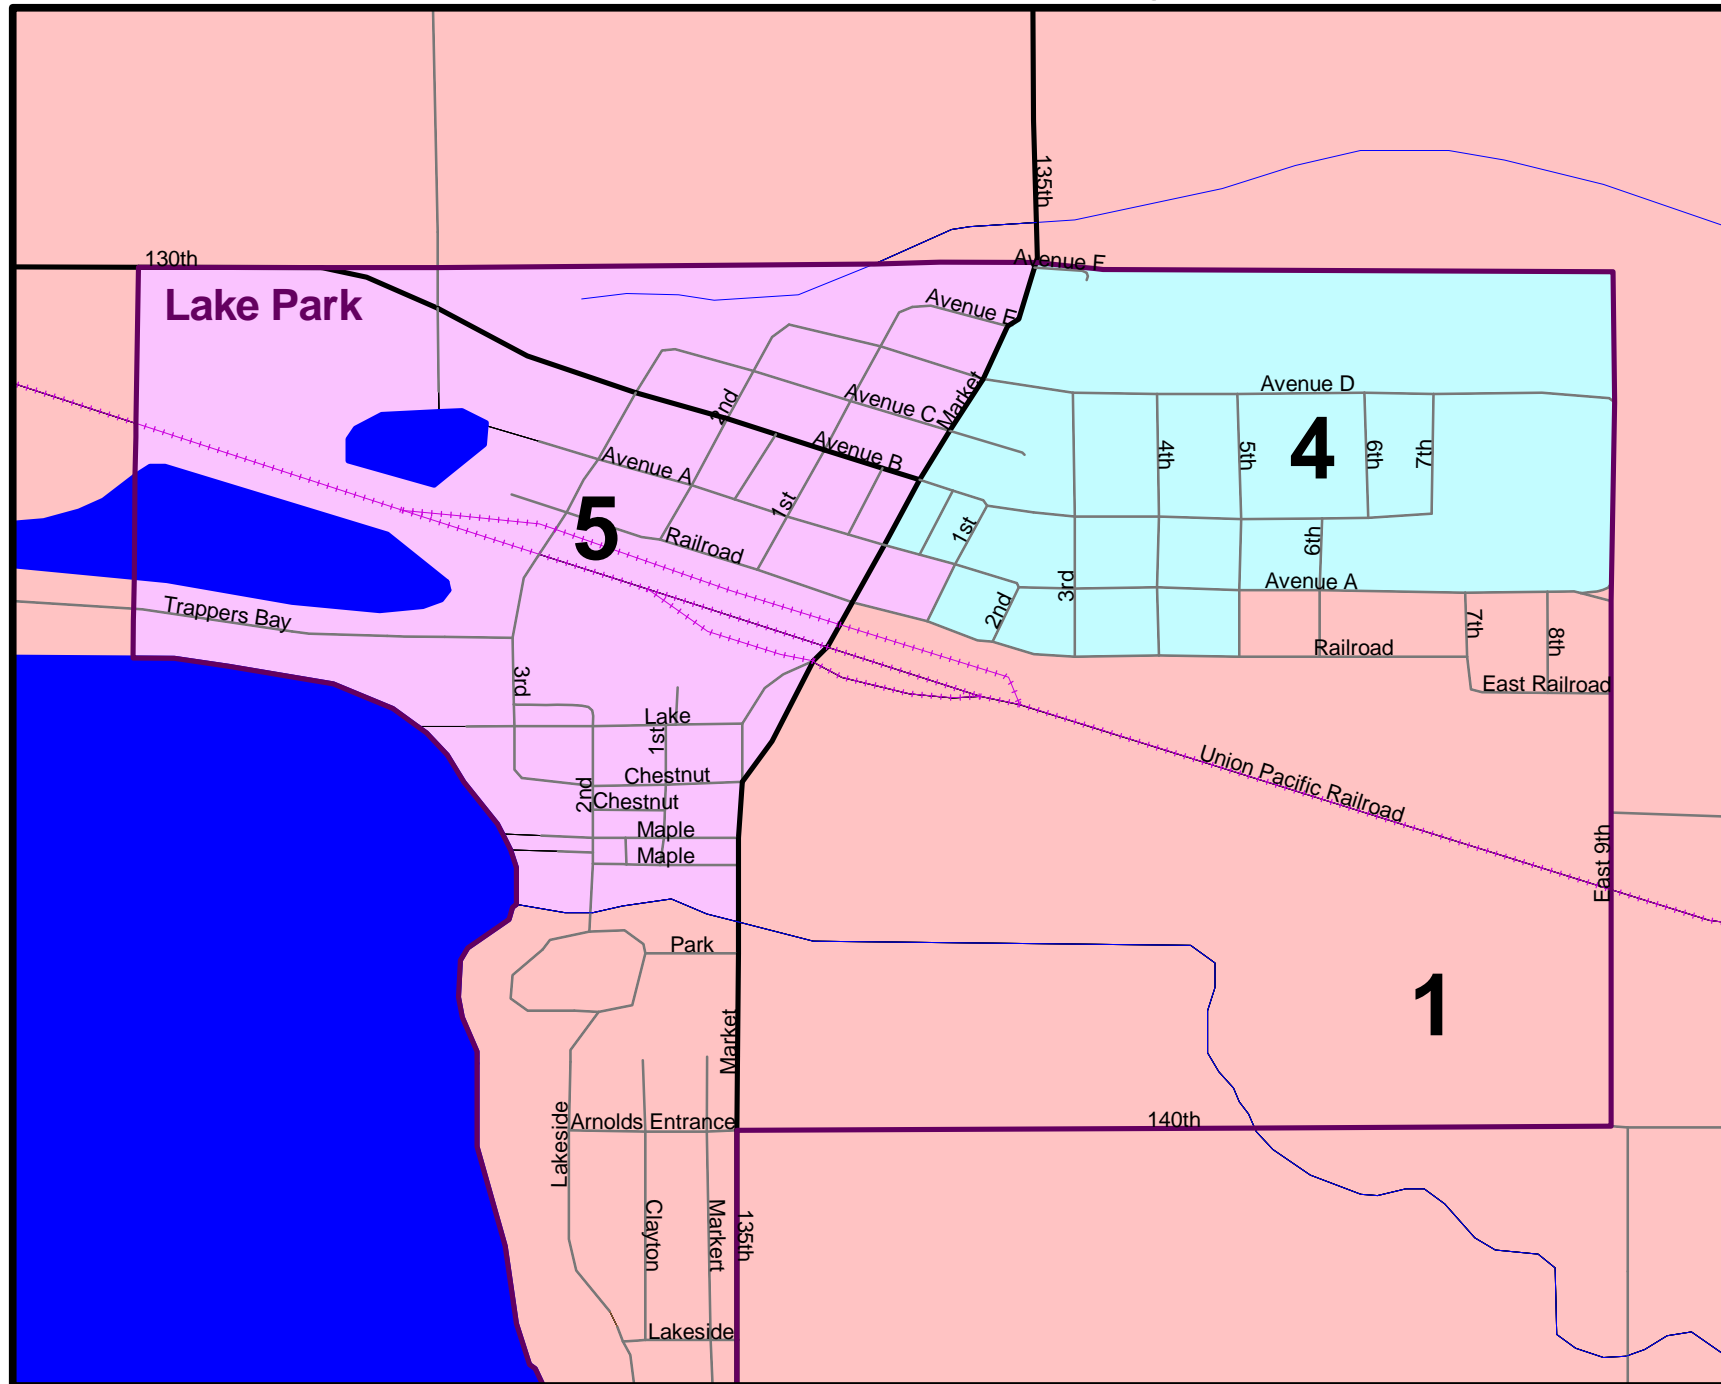 135th
130th
Avenue F
Lake Park
Avenue E
Avenue D
2nd
Avenue C
Market
Avenue B
4
4th
5th
6th
7th
Avenue A
5
1st
Railroad
1st
6th
3rd
Avenue A
2nd
Trappers Bay
7th
8th
Railroad
3rd
East Railroad
Lake
1st
Union Pacific Railroad
Chestnut
2nd
Chestnut
Maple
Maple
East 9th
Park
1
Market
Arnolds Entrance
140th
Lakeside
Clayton
Markert
135th
Lakeside